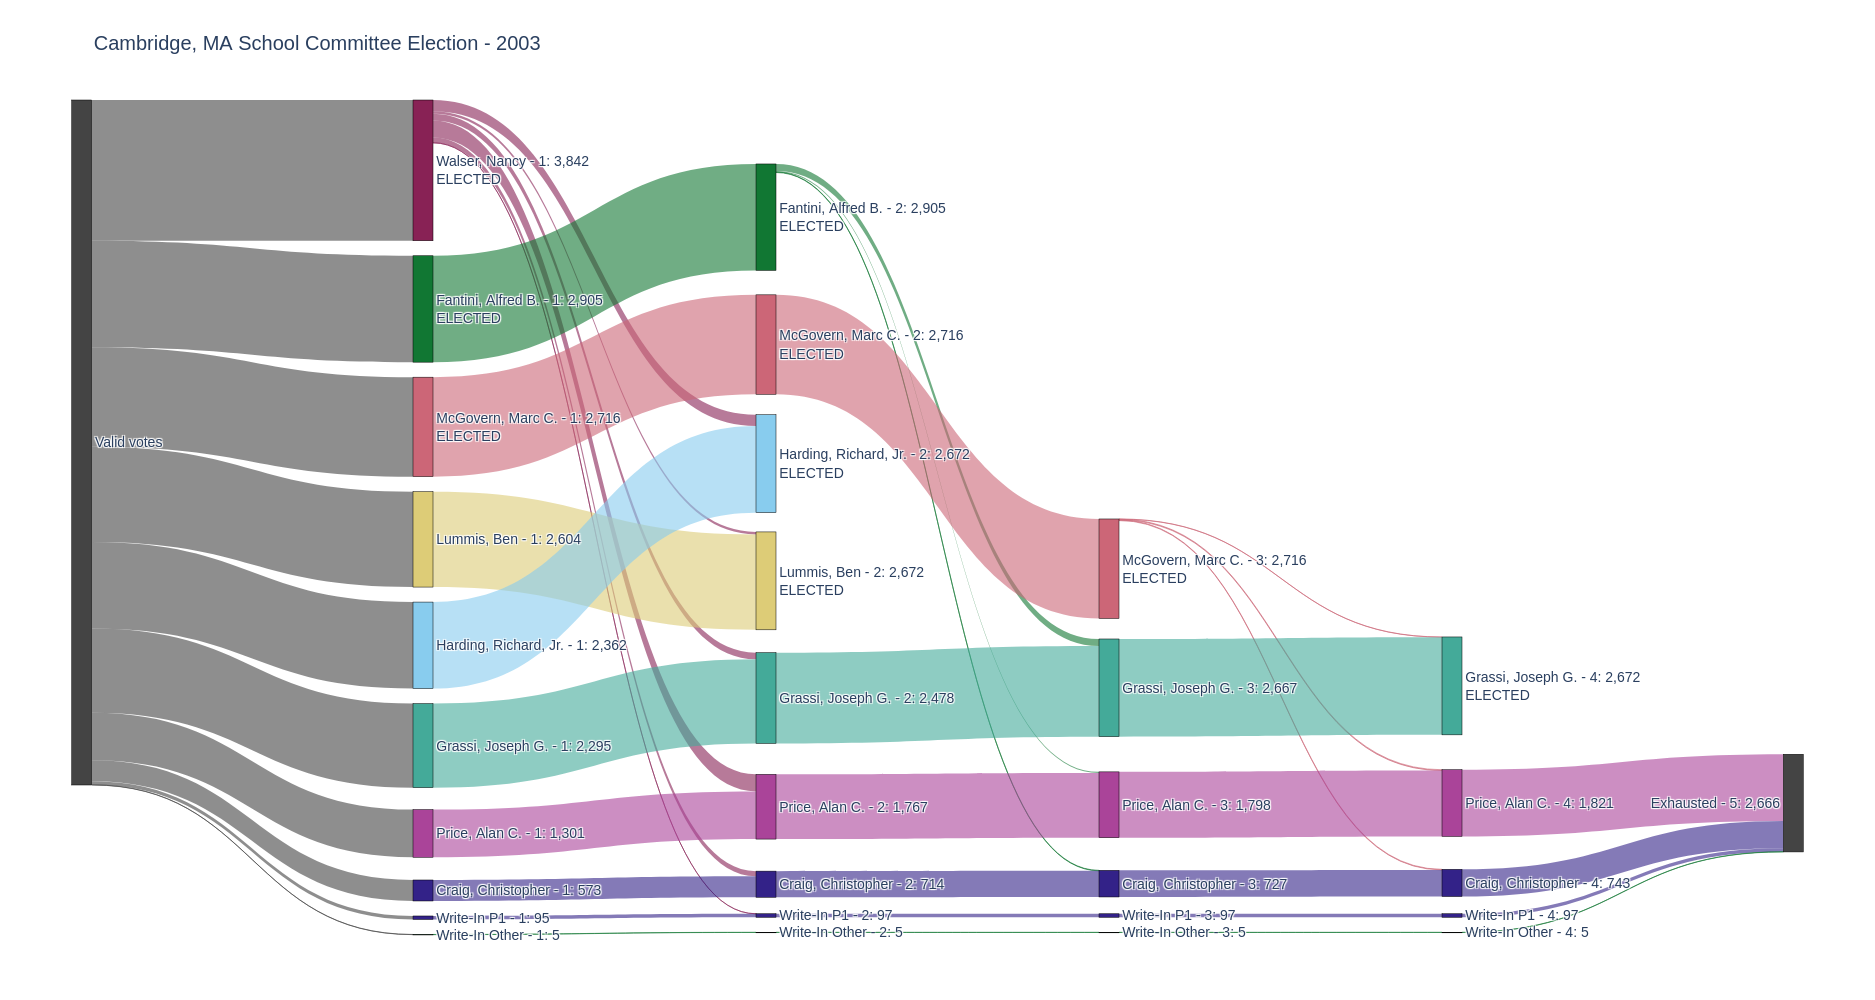 Cambridge, MA School Committee Election - 2003
Valid votes
Walser, Nancy - 1: 3,842
ELECTED
Fantini, Alfred B. - 1: 2,905
ELECTED
McGovern, Marc C. - 1: 2,716
ELECTED
Lummis, Ben - 1: 2,604
Harding, Richard, Jr. - 1: 2,362
Grassi, Joseph G. - 1: 2,295
Price, Alan C. - 1: 1,301
Craig, Christopher - 1: 573
Write-In P1 - 1: 95
Write-In Other - 1: 5
Fantini, Alfred B. - 2: 2,905
ELECTED
McGovern, Marc C. - 2: 2,716
ELECTED
Harding, Richard, Jr. - 2: 2,672
ELECTED
Lummis, Ben - 2: 2,672
ELECTED
Grassi, Joseph G. - 2: 2,478
Price, Alan C. - 2: 1,767
Craig, Christopher - 2: 714
Write-In P1 - 2: 97
Write-In Other - 2: 5
McGovern, Marc C. - 3: 2,716
ELECTED
Grassi, Joseph G. - 3: 2,667
Price, Alan C. - 3: 1,798
Craig, Christopher - 3: 727
Write-In P1 - 3: 97
Write-In Other - 3: 5
Grassi, Joseph G. - 4: 2,672
ELECTED
Price, Alan C. - 4: 1,821
Craig, Christopher - 4: 743
Write-In P1 - 4: 97
Write-In Other - 4: 5
Exhausted - 5: 2,666